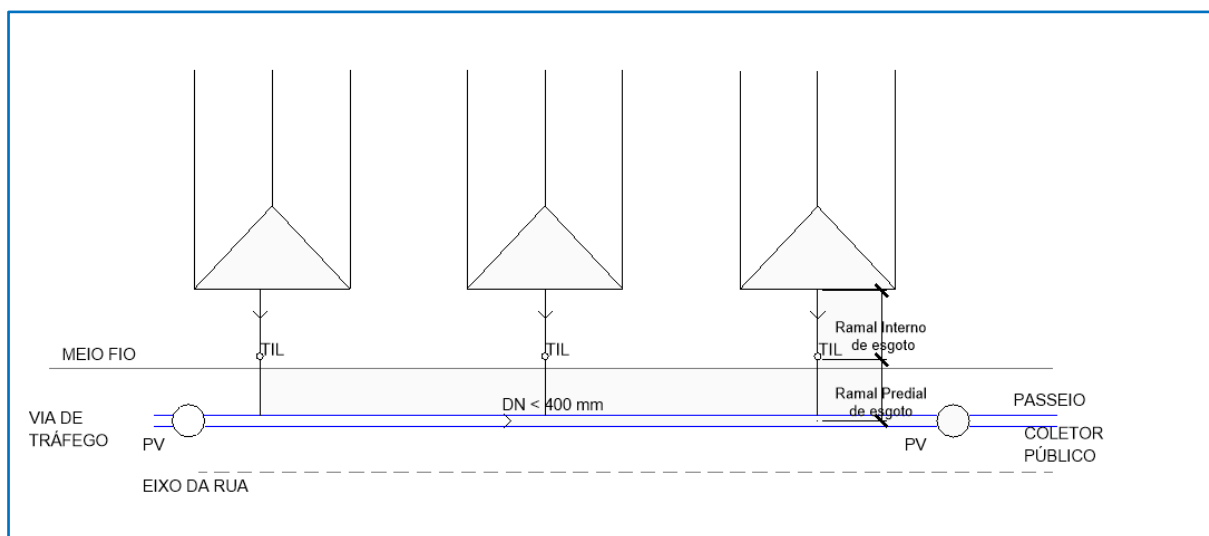 Ramal Interno
de esgoto
TIL
TIL
TIL
MEIO FIO
Ramal Predial
de esgoto
DN < 400 mm
PASSEIO
VIA DE
TRÁFEGO
PV
PV
COLETOR
PÚBLICO
EIXO DA RUA